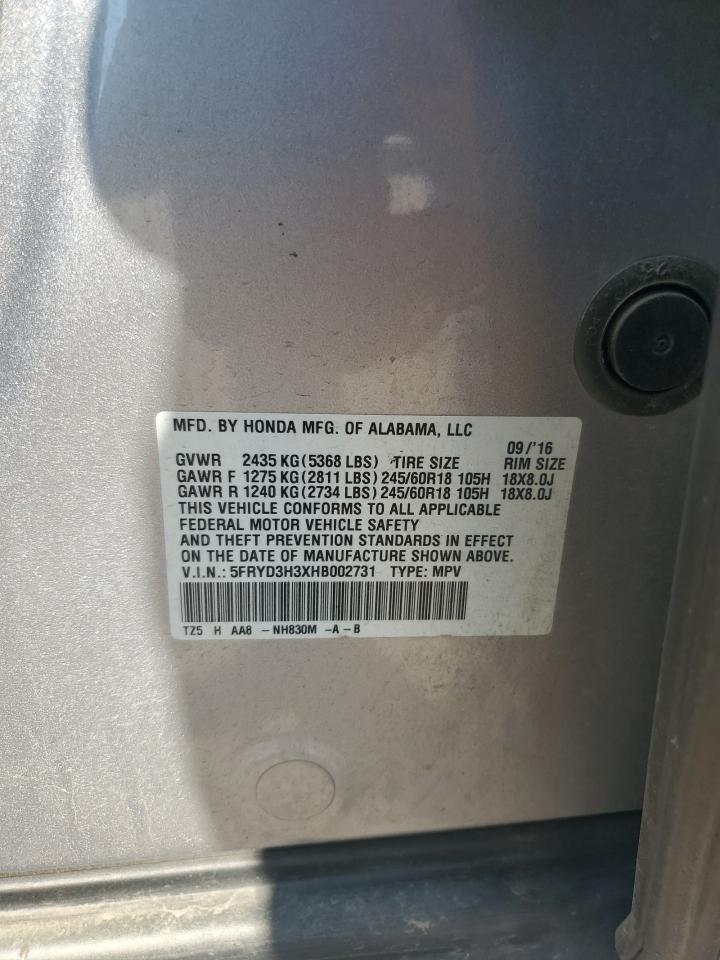 MFD. BY HONDA MFG. OF ALABAMA, LLC
09/'16
GVWR 2435 KG (5368 LBS) TIRE SIZE RIM SIZE
GAWR F 1275 KG (2811 LBS) 245/60R18 105H 18X8.0J
GAWR R 1240 KG (2734 LBS) 245/60R18 105H 18X8.0J
THIS VEHICLE CONFORMS TO ALL APPLICABLE
FEDERAL MOTOR VEHICLE SAFETY
AND THEFT PREVENTION STANDARDS IN EFFECT
ON THE DATE OF MANUFACTURE SHOWN ABOVE.
V.I.N.: 5FRYD3H3XHB002731 TYPE: MPV
TZ5 H AA8 -NH830M -A-B